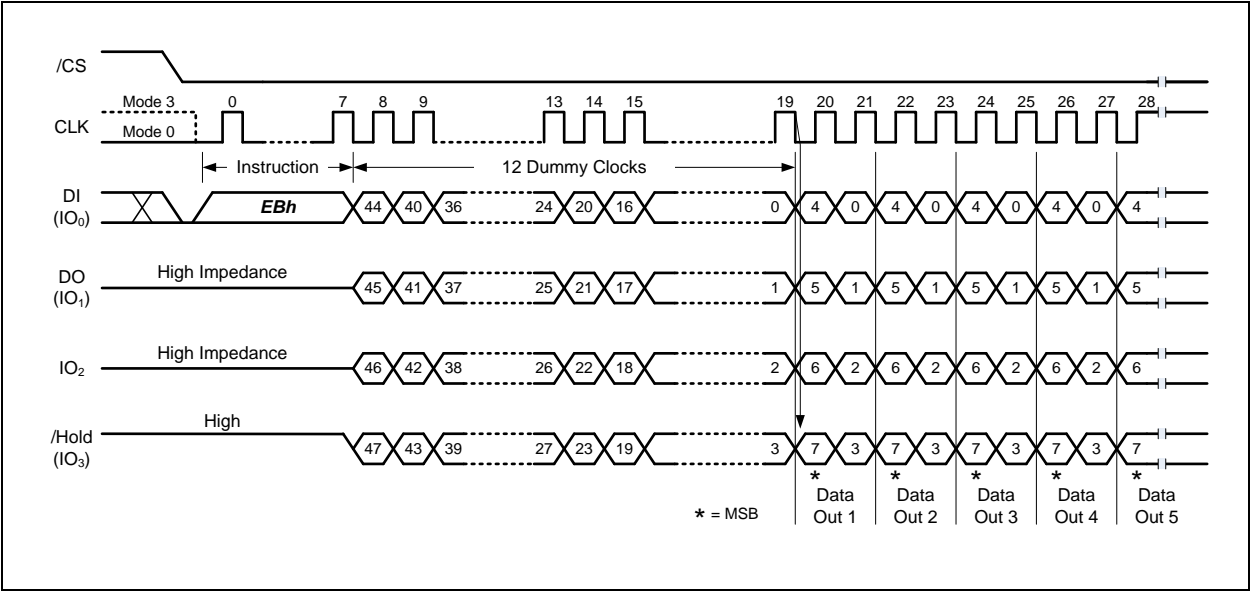 /CS
Mode 3
0 7 8 9 13 14 15 19 20 21 22 23 24 25 26 27 28
CLK
Mode 0
Instruction 12 Dummy Clocks
DI
(IO0)
EBh 44 40 36 24 20 16 0 4 0 4 0 4 0 4 0 4
DO
(IO1)
High Impedance
45 41 37 25 21 17 1 5 1 5 1 5 1 5 1 5
IO2
High Impedance
46 42 38 26 22 18 2 6 2 6 2 6 2 6 2 6
/Hold
(IO3)
High
47 43 39 27 23 19 3 7 3 7 3 7 3 7 3 7
* * * * *
* = MSB
Data Out 1
Data Out 2
Data Out 3
Data Out 4
Data Out 5